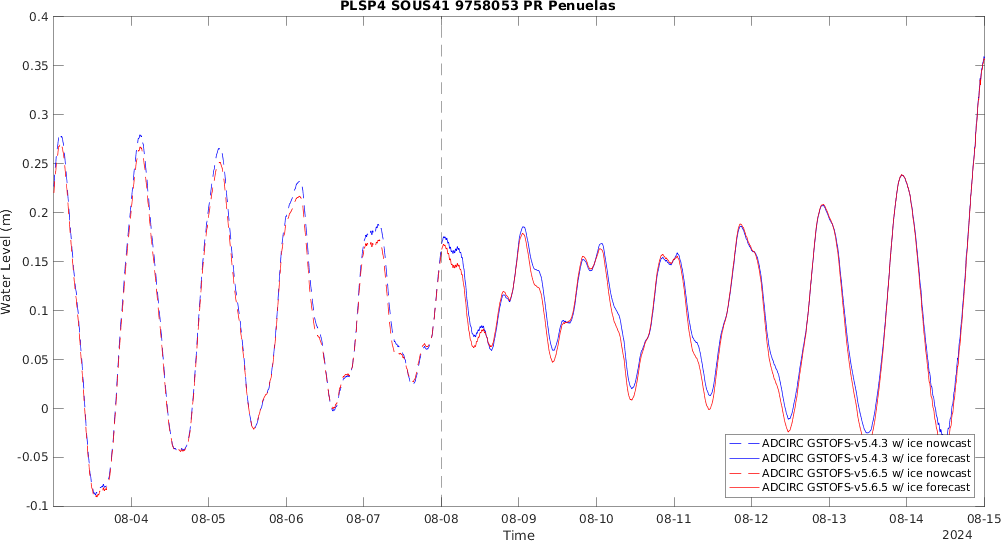 PLSP4 SOUS41 9758053 PR Penuelas
0.4
0.35
0.3
0.25
0.2
0.15
0.1
0.05
0
-0.05
-0.1
Water Level (m)
08-04 08-05 08-06 08-07 08-08 08-09 08-10 08-11 08-12 08-13 08-14 08-15
Time
2024
ADCIRC GSTOFS-v5.4.3 w/ ice nowcast
ADCIRC GSTOFS-v5.4.3 w/ ice forecast
ADCIRC GSTOFS-v5.6.5 w/ ice nowcast
ADCIRC GSTOFS-v5.6.5 w/ ice forecast